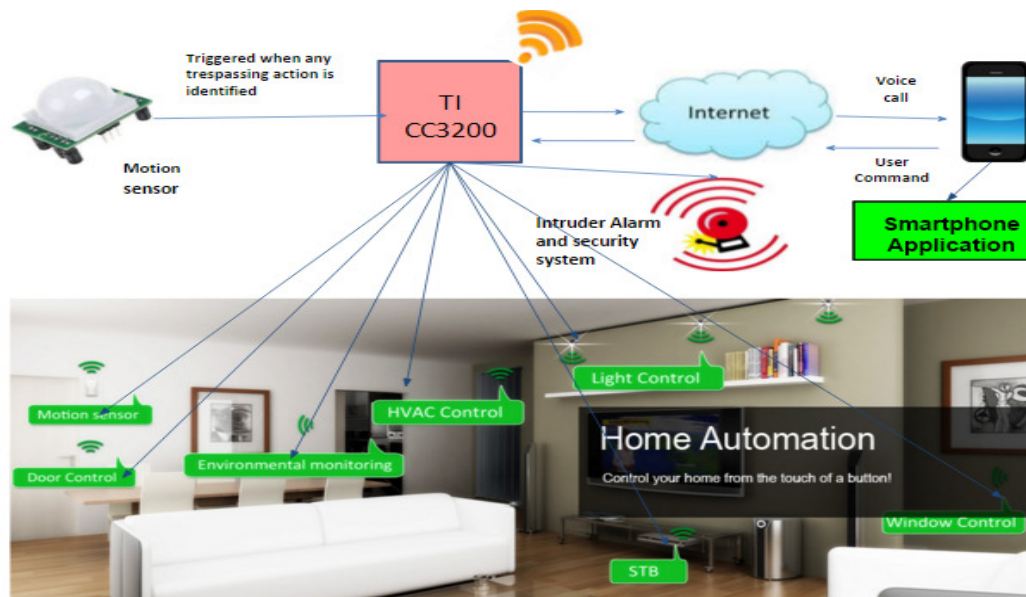 Triggered when any
trespassing action is
identified
Motion
sensor
TI
CC3200
Internet
Voice
call
User
Command
Smartphone
Application
Intruder Alarm
and security
system
Motion sensor
Door Control
Environmental monitoring
HVAC Control
Light Control
Home Automation
Control your home from the touch of a button!
Window Control
STB